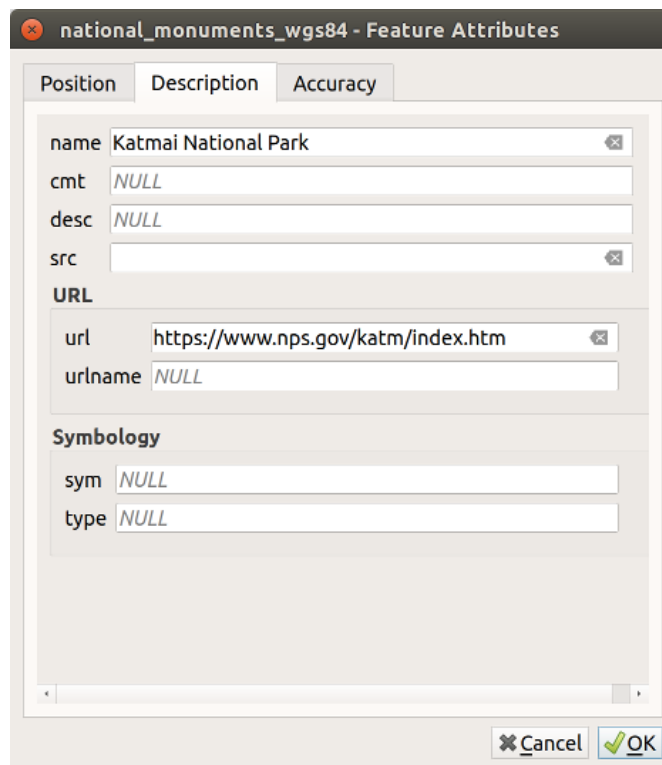 national_monuments_wgs84 - Feature Attributes
Position Description Accuracy
name Katmai National Park
cmt NULL
desc NULL
src
URL
url https://www.nps.gov/katm/index.htm
urlname NULL
Symbology
sym NULL
type NULL
Cancel OK